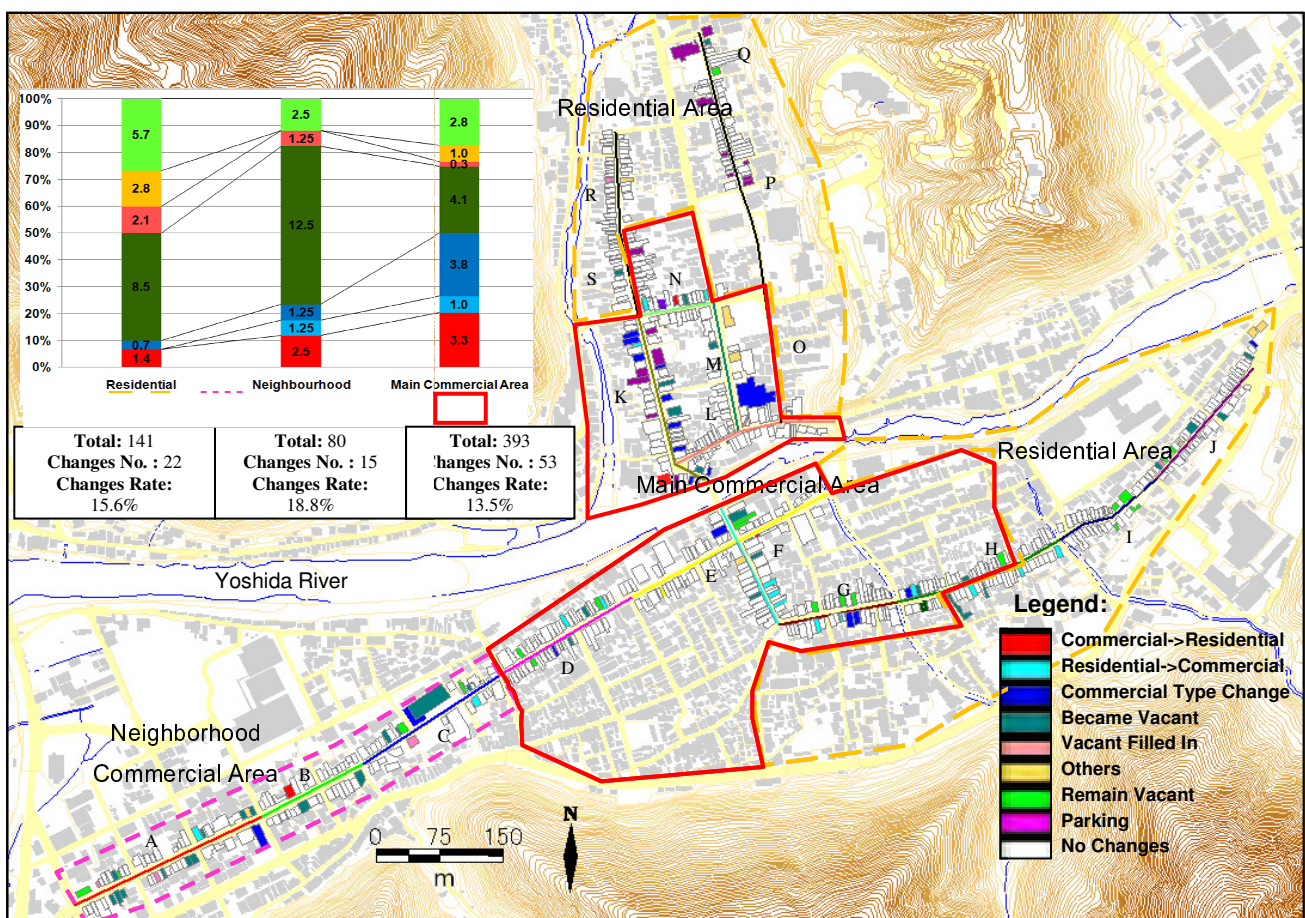 100%
90%
80%
70%
60%
50%
40%
30%
20%
10%
0%
5.7
2.8
2.1
8.5
0.7
1.4
2.5
1.25
12.5
1.25
1.25
2.5
2.8
1.0
0.3
4.1
3.8
1.0
3.3
Residential
Neighbourhood
Main Commercial Area
Total: 141
Changes No. : 22
Changes Rate:
15.6%
Total: 80
Changes No. : 15
Changes Rate:
18.8%
Total: 393
hanges No. : 53
Changes Rate:
13.5%
Residential Area
Q
P
R
S
N
O
M
K
L
Main Commercial Area
Residential Area
J
I
H
G
F
E
D
C
B
A
Yoshida River
Neighborhood
Commercial Area
0 75 150
m
N
Legend:
Commercial->Residential
Residential->Commercial
Commercial Type Change
Became Vacant
Vacant Filled In
Others
Remain Vacant
Parking
No Changes